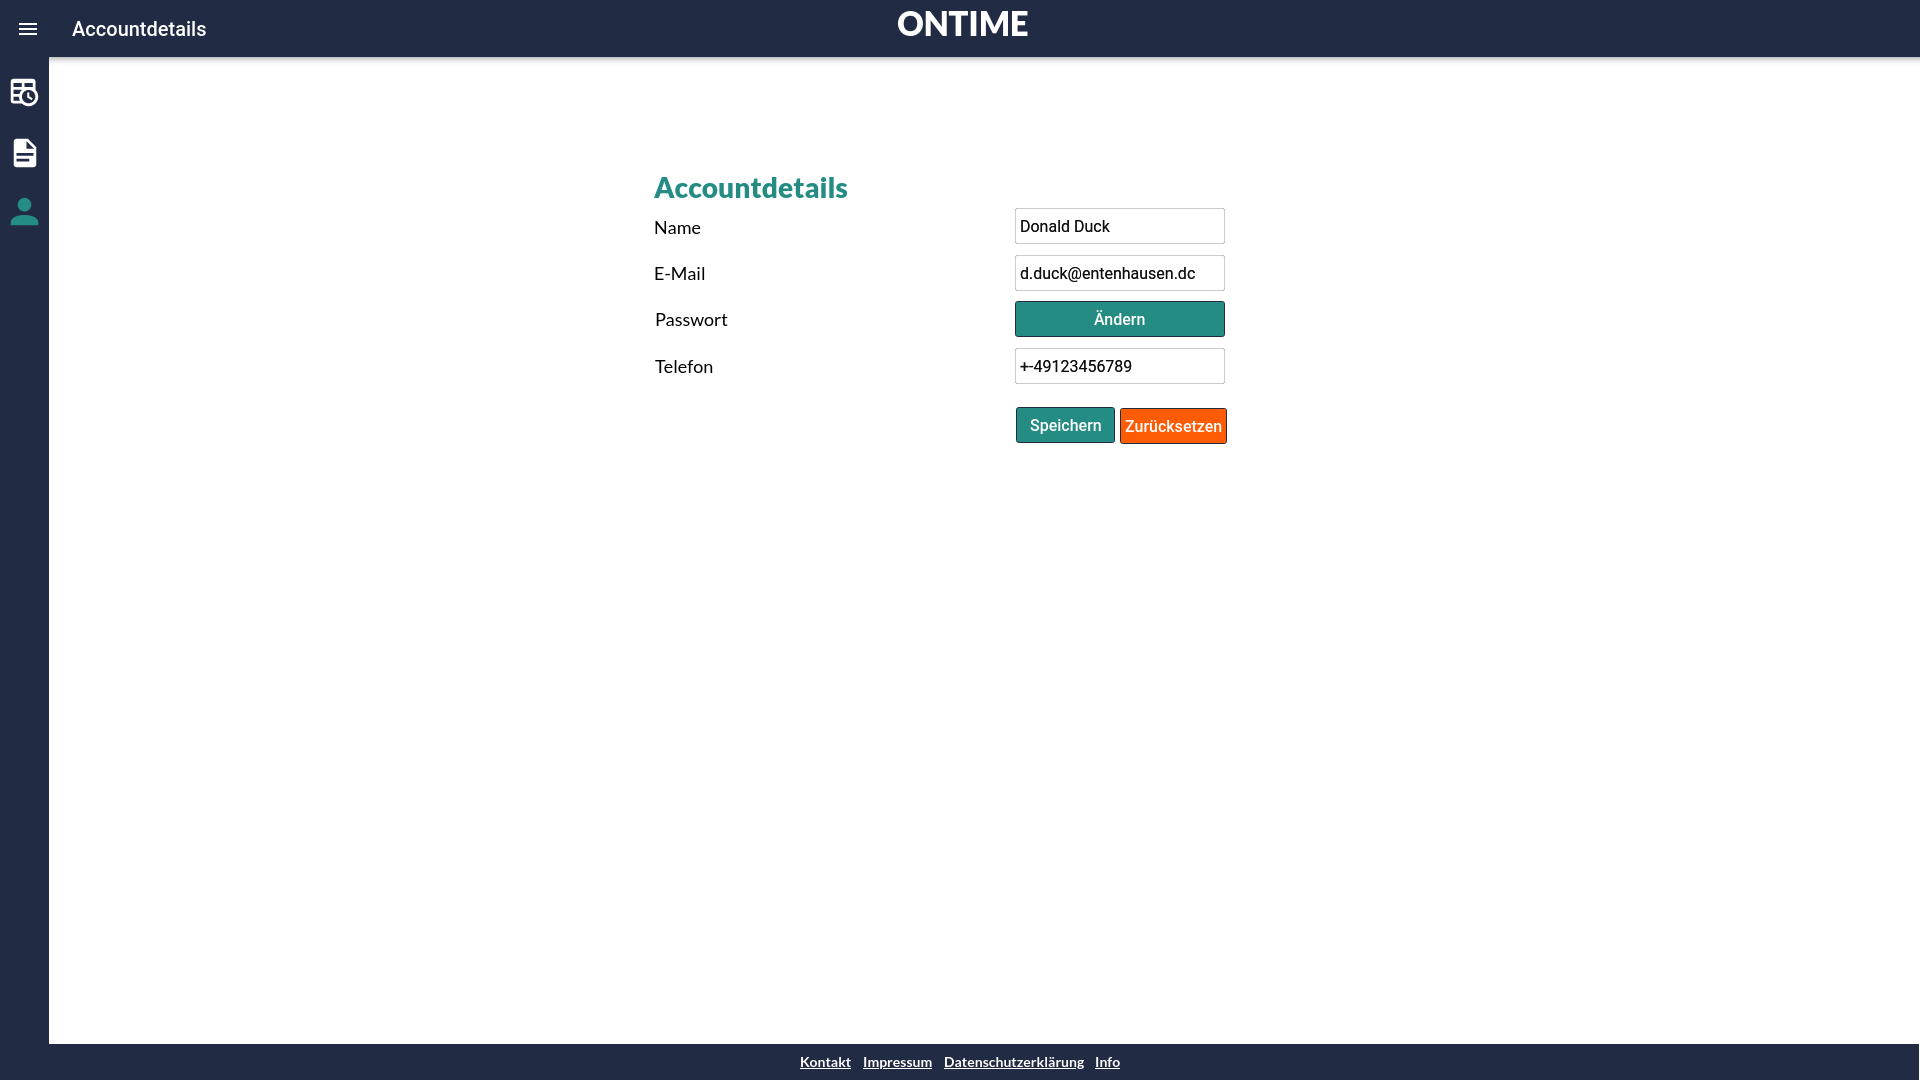 Accountdetails
ONTIME
Accountdetails
Name
Donald Duck
E-Mail
d.duck@entenhausen.dc
Passwort
Ändern
Telefon
+-49123456789
Speichern
Zurücksetzen
Kontakt Impressum Datenschutzerklärung Info